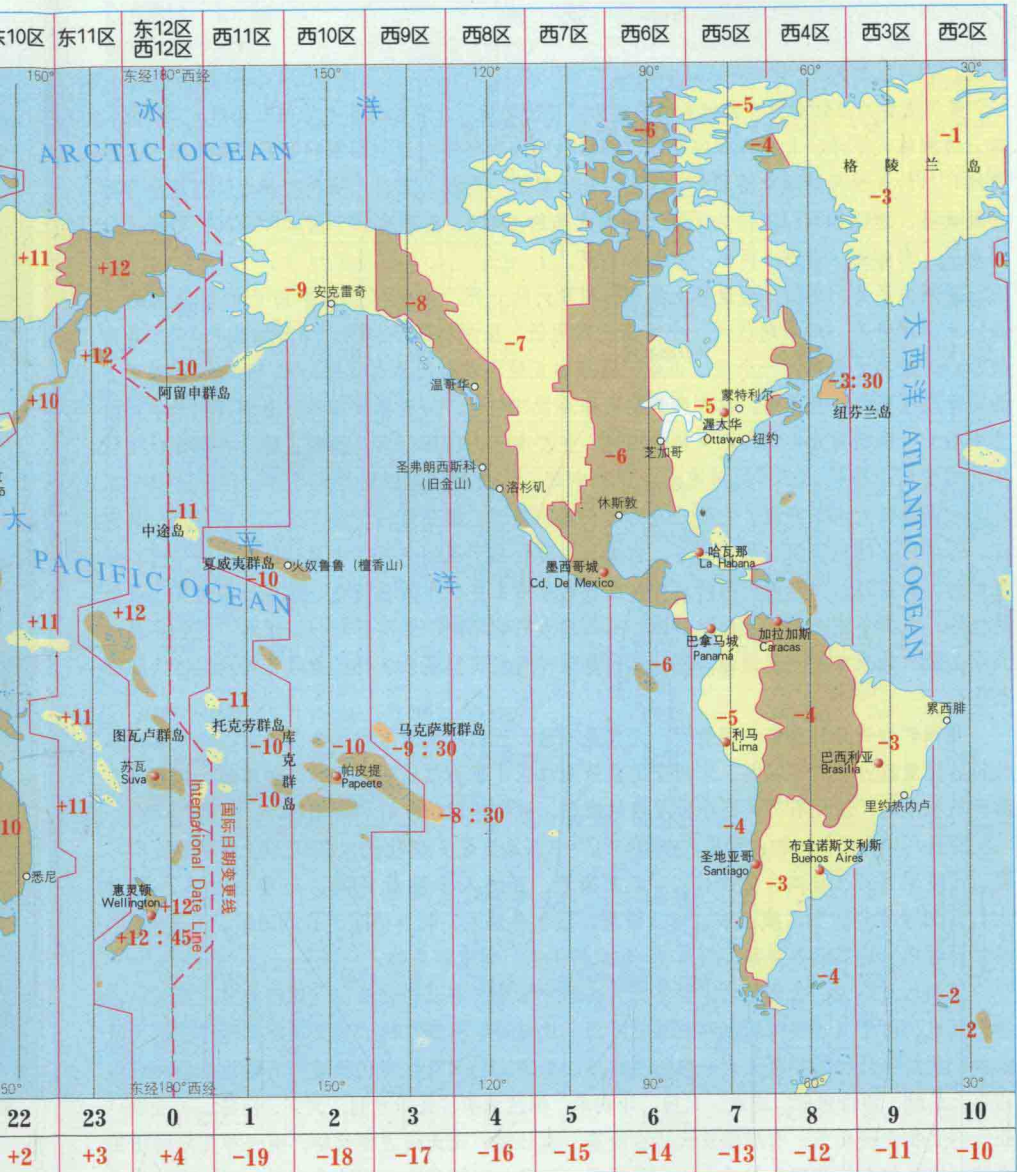 东10区 东11区 东12区 西11区 西10区 西9区 西8区 西7区 西6区 西5区 西4区 西3区 西2区
西12区
150° 东经180°西经 150° 120° 90° 60° 30°
冰 洋
ARCTIC OCEAN
-5
-6
-4
-1
格陵兰岛
-3
+11
+12
0
-9
安克雷奇
-8
-7
大西洋 ATLANTIC OCEAN
+12
-10
阿留申群岛
+10
温哥华
-3:30
纽芬兰岛
蒙特利尔
-5
渥太华
Ottawa
纽约
芝加哥
-6
圣弗朗西斯科
(旧金山)
洛杉矶
休斯敦
太
-11
中途岛
平
夏威夷群岛
火奴鲁鲁(檀香山)
-10
洋
PACIFIC OCEAN
哈瓦那
La Habana
墨西哥城
Cd. De Mexico
+12
+11
巴拿马城
Panamá
加拉加斯
Caracas
-6
-11
托克劳群岛
+11
图瓦卢群岛
马克萨斯群岛
-9:30
-10
-10
库克群岛
帕皮提
Papeete
苏瓦
Suva
-10
-8:30
+11
10
-5
利马
Lima
-4
累西腓
-3
巴西利亚
Brasília
里约热内卢
-4
圣地亚哥
Santiago
布宜诺斯艾利斯
Buenos Aires
-3
国际日期变更线
International Date Line
悉尼
惠灵顿
Wellington
+12
+12:45
-4
-2
-2
50° 东经180°西经 150° 120° 90° 60° 30°
22 23 0 1 2 3 4 5 6 7 8 9 10
+2 +3 +4 -19 -18 -17 -16 -15 -14 -13 -12 -11 -10